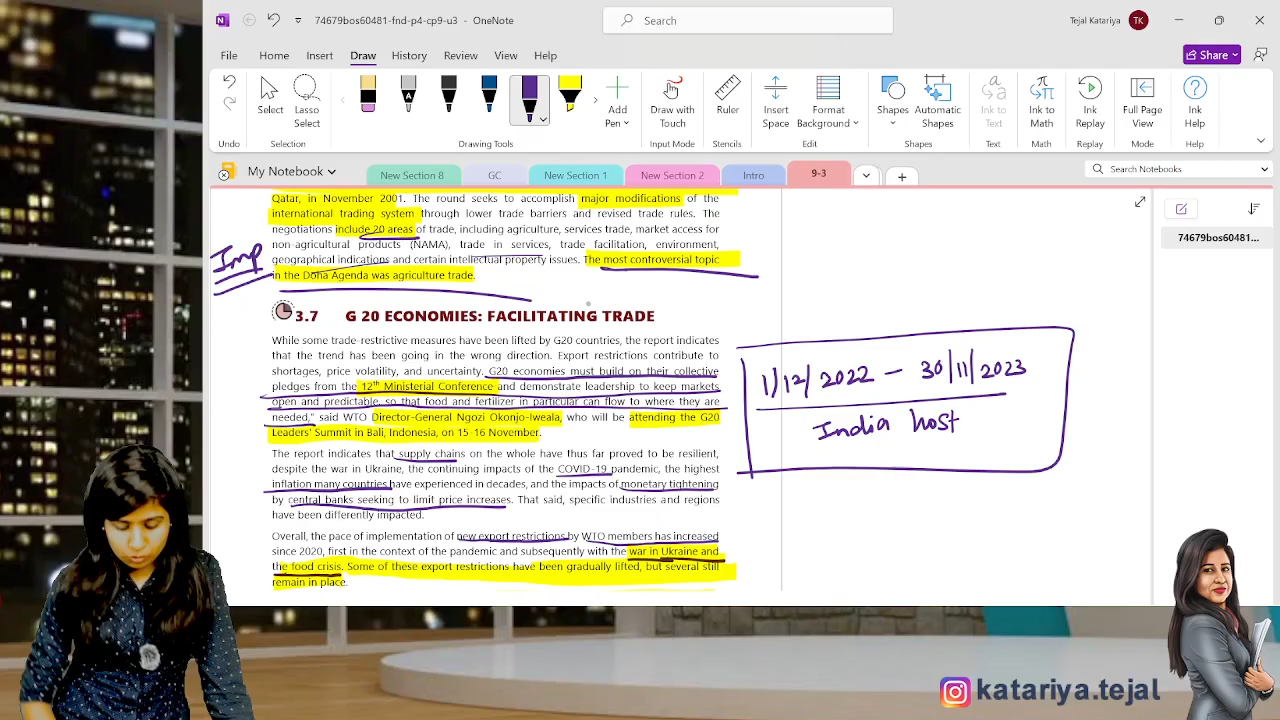 74679bos60481-fnd-p4-cp9-u3 - OneNote
Search
Tejal Katariya
TK
File Home Insert Draw History Review View Help
Share
Select
Lasso Select
Add Pen
Draw with Touch
Ruler
Insert Space
Format Background
Shapes
Automatic Shapes
Ink to Text
Ink to Math
Ink Replay
Full Page View
Ink Help
Undo
Selection
Drawing Tools
Input Mode
Stencils
Edit
Shapes
Text
Math
Replay
Mode
Help
My Notebook
New Section 8
GC
New Section 1
New Section 2
Intro
9-3
Search Notebooks
74679bos60481...
Qatar, in November 2001. The round seeks to accomplish major modifications of the
international trading system through lower trade barriers and revised trade rules. The
negotiations include 20 areas of trade, including agriculture, services trade, market access for
non-agricultural products (NAMA), trade in services, trade facilitation, environment,
geographical indications and certain intellectual property issues. The most controversial topic
in the Doha Agenda was agriculture trade.
Imp
3.7 G 20 ECONOMIES: FACILITATING TRADE
While some trade-restrictive measures have been lifted by G20 countries, the report indicates
that the trend has been going in the wrong direction. Export restrictions contribute to
shortages, price volatility, and uncertainty. G20 economies must build on their collective
pledges from the 12th Ministerial Conference and demonstrate leadership to keep markets
open and predictable, so that food and fertilizer in particular can flow to where they are
needed," said WTO Director-General Ngozi Okonjo-Iweala, who will be attending the G20
Leaders' Summit in Bali, Indonesia, on 15-16 November.
The report indicates that supply chains on the whole have thus far proved to be resilient,
despite the war in Ukraine, the continuing impacts of the COVID-19 pandemic, the highest
inflation many countries have experienced in decades, and the impacts of monetary tightening
by central banks seeking to limit price increases. That said, specific industries and regions
have been differently impacted.
Overall, the pace of implementation of new export restrictions by WTO members has increased
since 2020, first in the context of the pandemic and subsequently with the war in Ukraine and
the food crisis. Some of these export restrictions have been gradually lifted, but several still
remain in place.
1/12/2022 - 30/11/2023
India host
katariya.tejal